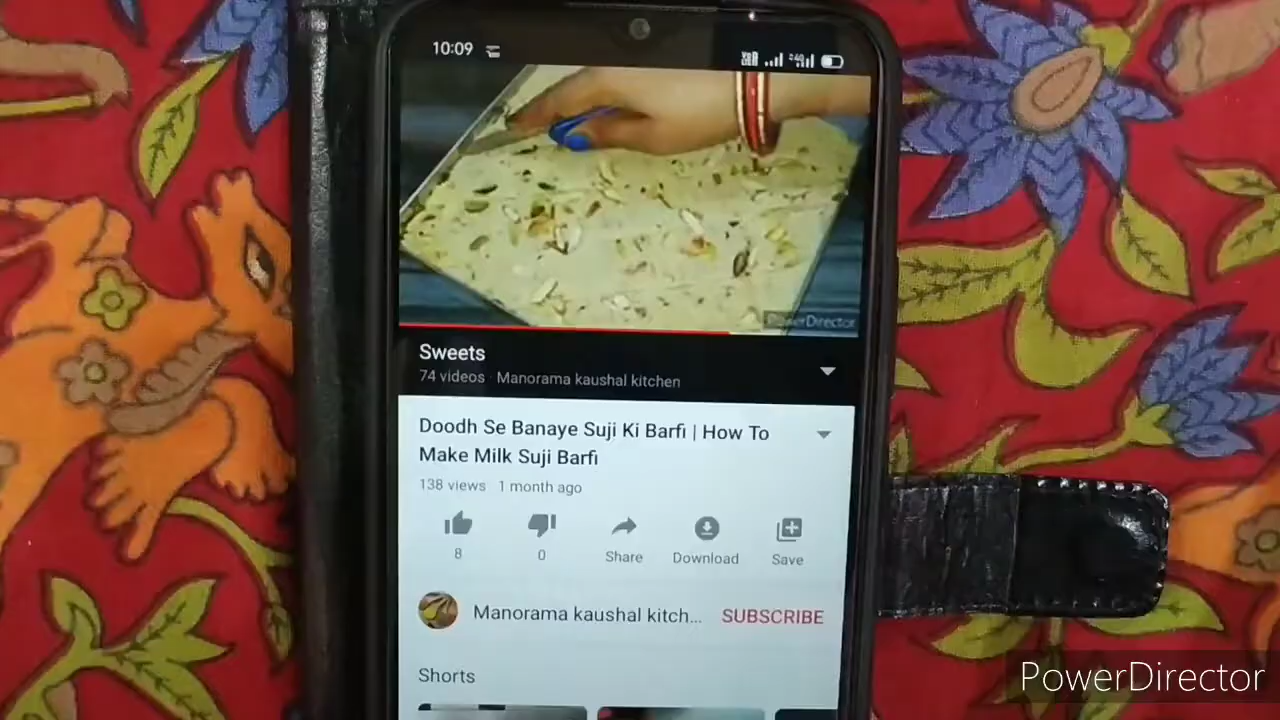 10:09
PowerDirector
Sweets
74 videos · Manorama kaushal kitchen
Doodh Se Banaye Suji Ki Barfi | How To
Make Milk Suji Barfi
138 views 1 month ago
8
0
Share
Download
Save
Manorama kaushal kitch...
SUBSCRIBE
Shorts
PowerDirector